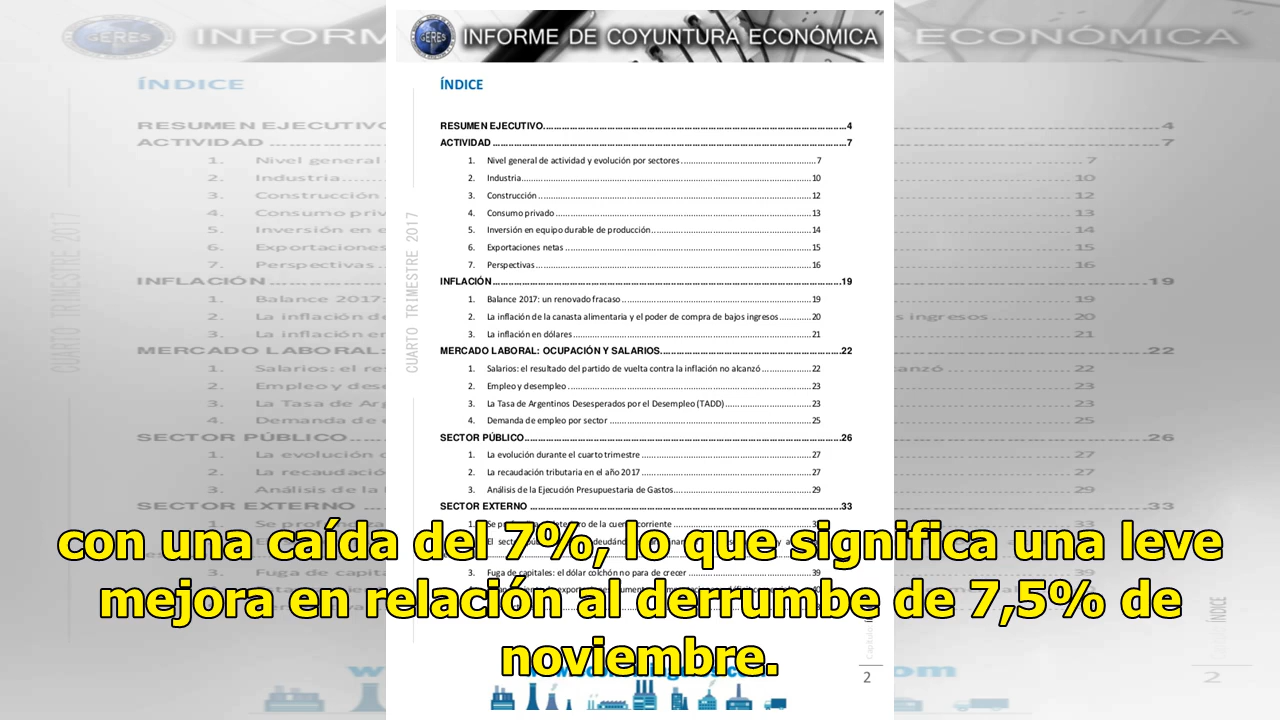 GERES
INFORME DE COYUNTURA ECONÓMICA
ÍNDICE
RESUMEN EJECUTIVO 4
ACTIVIDAD 7
1. Nivel general de actividad y evolución por sectores 7
2. Industria 10
3. Construcción 12
4. Consumo privado 13
5. Inversión en equipo durable de producción 14
6. Exportaciones netas 15
7. Perspectivas 16
INFLACIÓN 19
1. Balance 2017: un renovado fracaso 19
2. La inflación de la canasta alimentaria y el poder de compra de bajos ingresos 20
3. La inflación en dólares 21
MERCADO LABORAL: OCUPACIÓN Y SALARIOS 22
1. Salarios: el resultado del partido de vuelta contra la inflación no alcanzó 22
2. Empleo y desempleo 23
3. La Tasa de Argentinos Desesperados por el Desempleo (TADD) 23
4. Demanda de empleo por sector 25
SECTOR PÚBLICO 26
1. La evolución durante el cuarto trimestre 27
2. La recaudación tributaria en el año 2017 27
3. Análisis de la Ejecución Presupuestaria de Gastos 29
SECTOR EXTERNO 33
3. Fuga de capitales: el dólar colchón no para de crecer 39
CUARTO TRIMESTRE 2017
ÍNDICE
2
con una caída del 7%, lo que significa una leve
mejora en relación al derrumbe de 7,5% de
noviembre.